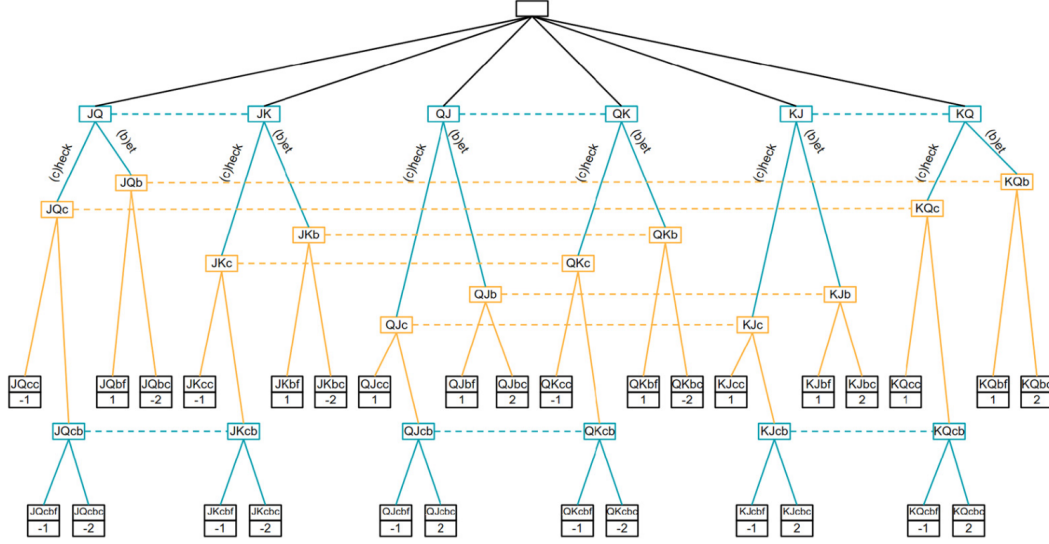 JQ JK QJ QK KJ KQ
(c)heck (b)et (c)heck (b)et (c)heck (b)et (c)heck (b)et (c)heck (b)et (c)heck (b)et
JQb KQb
JQc KQc
JKb QKb
JKc QKc
QJb KJb
QJc KJc
JQcc JQbf JQbc JKcc JKbf JKbc QJcc QJbf QJbc QKcc QKbf QKbc KJcc KJbf KJbc KQcc KQbf KQbc
-1 1 -2 -1 1 -2 1 1 2 -1 1 -2 1 1 2 1 1 2
JQcb JKcb QJcb QKcb KJcb KQcb
JQcbf JQcbc JKcbf JKcbc QJcbf QJcbc QKcbf QKcbc KJcbf KJcbc KQcbf KQcbc
-1 -2 -1 -2 -1 2 -1 -2 -1 2 -1 2